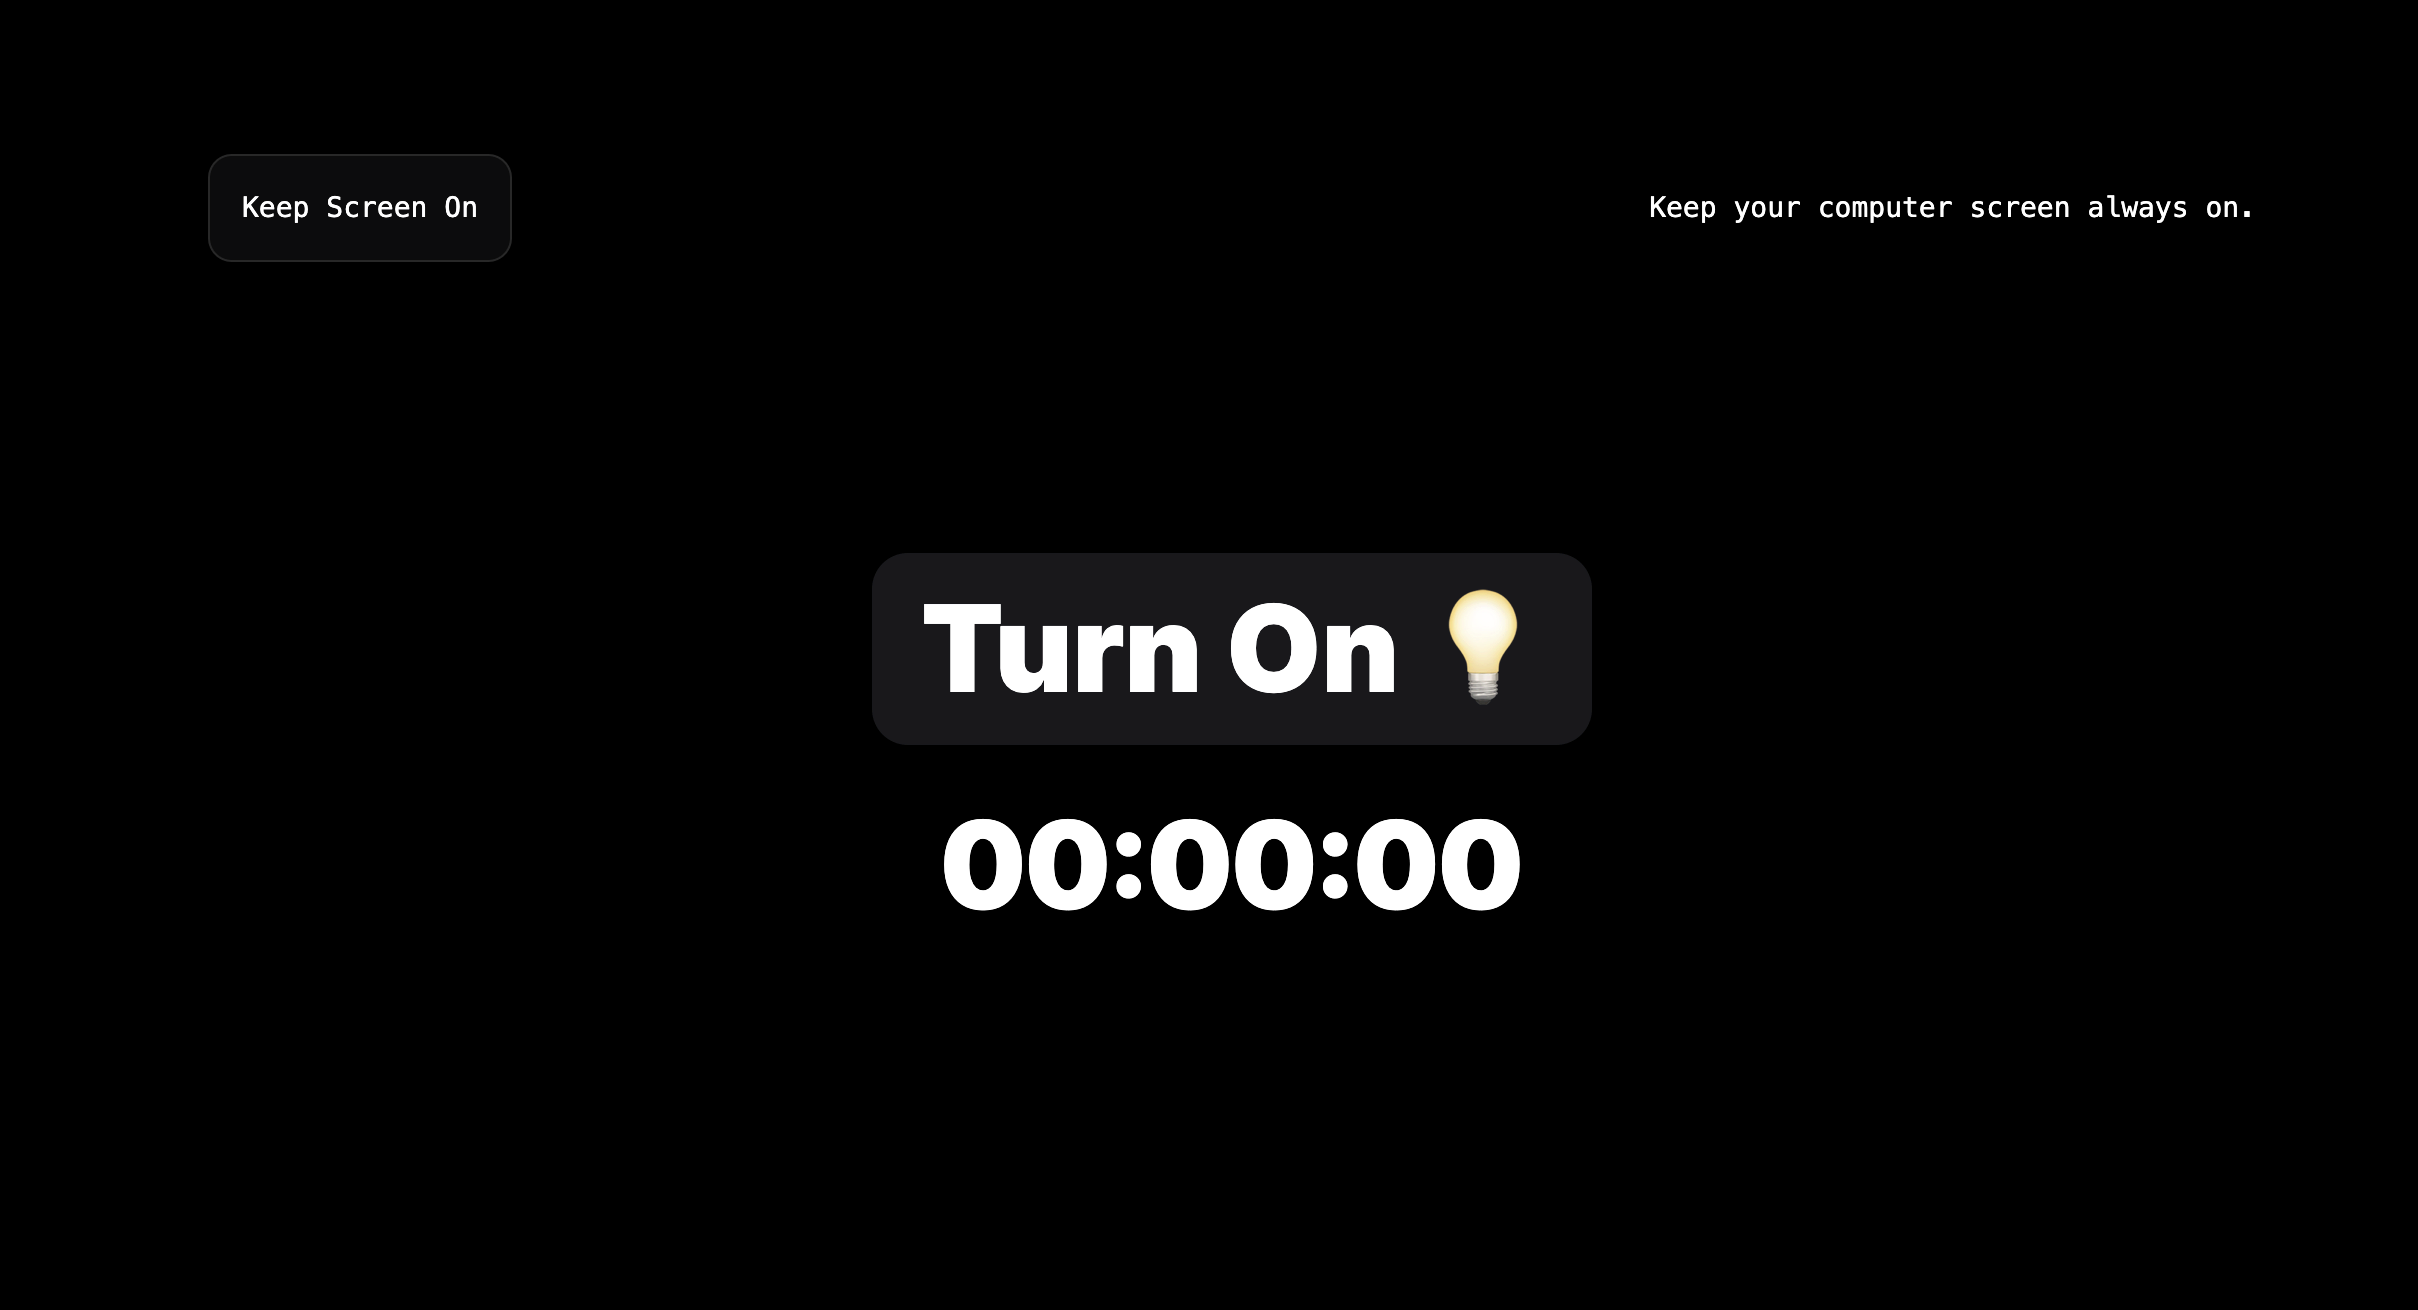 Keep Screen On
Keep your computer screen always on.
Turn On 💡
00:00:00